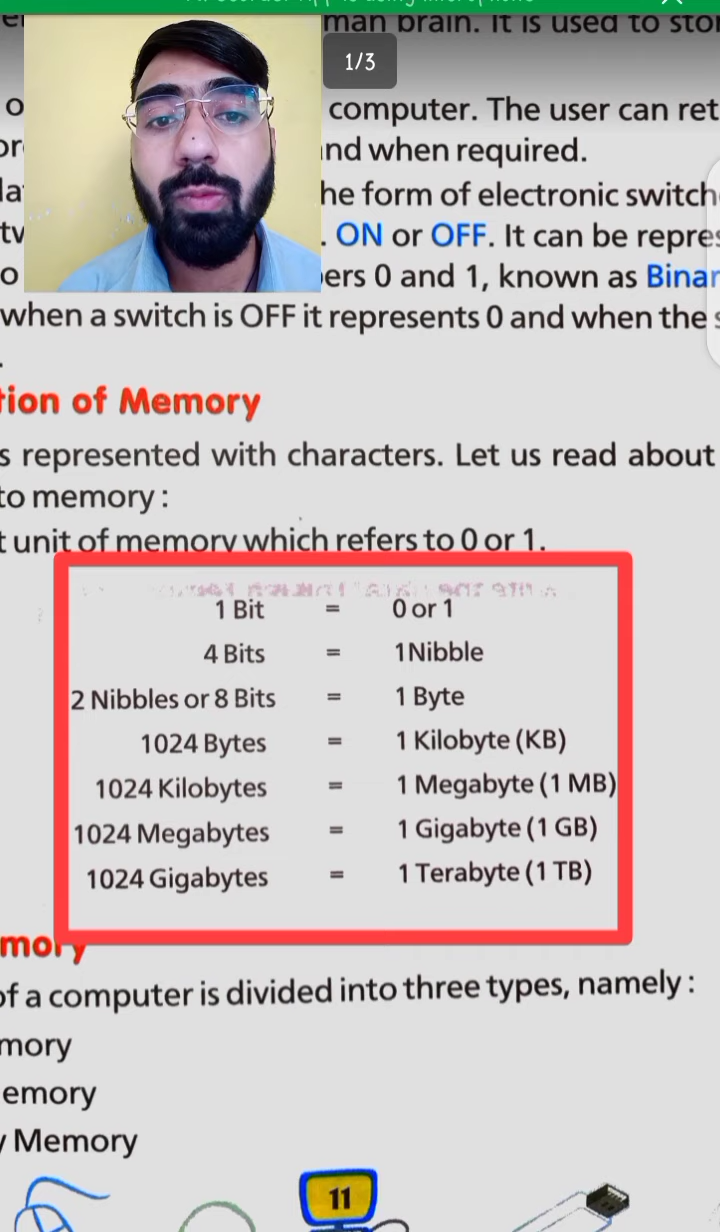 man brain. It is used to stor
1/3
computer. The user can ret
and when required.
he form of electronic switch
. ON or OFF. It can be repres
ers 0 and 1, known as Binar
when a switch is OFF it represents 0 and when the s
tion of Memory
s represented with characters. Let us read about
to memory :
t unit of memory which refers to 0 or 1.
1 Bit = 0 or 1
4 Bits = 1Nibble
2 Nibbles or 8 Bits = 1 Byte
1024 Bytes = 1 Kilobyte (KB)
1024 Kilobytes = 1 Megabyte (1 MB)
1024 Megabytes = 1 Gigabyte (1 GB)
1024 Gigabytes = 1 Terabyte (1 TB)
mory
of a computer is divided into three types, namely :
mory
emory
y Memory
11